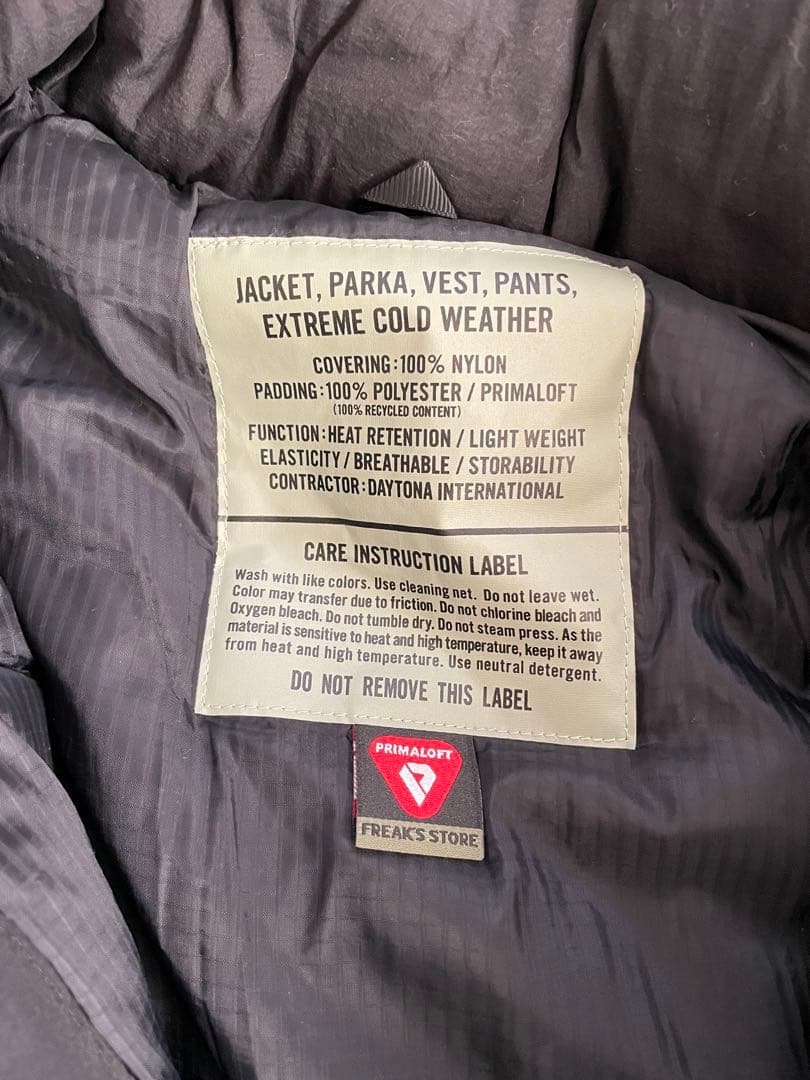 JACKET, PARKA, VEST, PANTS,
EXTREME COLD WEATHER
COVERING:100% NYLON
PADDING:100% POLYESTER / PRIMALOFT
(100% RECYCLED CONTENT)
FUNCTION:HEAT RETENTION / LIGHT WEIGHT
ELASTICITY / BREATHABLE / STORABILITY
CONTRACTOR:DAYTONA INTERNATIONAL
CARE INSTRUCTION LABEL
Wash with like colors. Use cleaning net. Do not leave wet.
Color may transfer due to friction. Do not chlorine bleach and
Oxygen bleach. Do not tumble dry. Do not steam press. As the
material is sensitive to heat and high temperature, keep it away
from heat and high temperature. Use neutral detergent.
DO NOT REMOVE THIS LABEL
PRIMALOFT
FREAK'S STORE